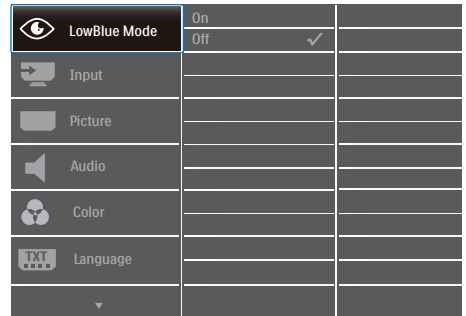 LowBlue Mode
On
Off
Input
Picture
Audio
Color
TXT
Language